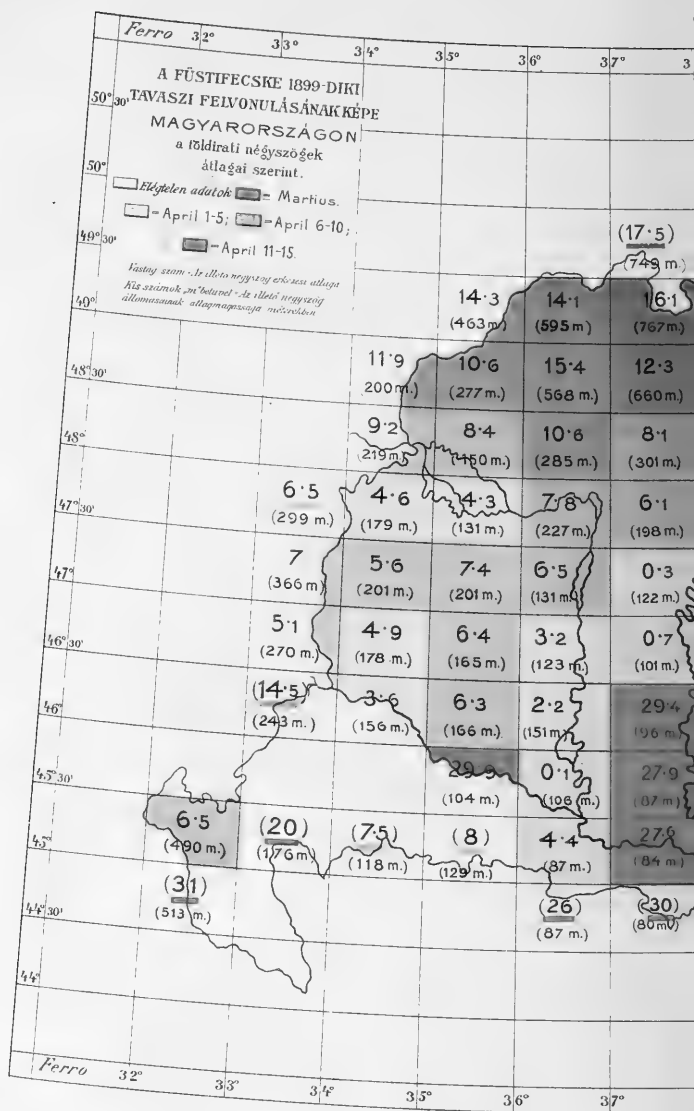 Ferro 32° 33° 34° 35° 36° 37° 3
A FÜSTIFECSKE 1899-DIKI
TAVASZI FELVONULÁSÁNAK KÉPE
MAGYARORSZÁGON
a földirati négyszögek
átlagai szerint.
Elégtelen adatok = Martius.
= April 1-5; = April 6-10;
= April 11-15.
Vastag szám = Az illető négyszög érkezési átlaga
Kis számok „m" betűvel = Az illető négyszög
állomásainak átlagmagassága méterekben
50° 30'
50°
49° 30'
(17·5)
(749 m.)
40°
14·3 14·1 16·1
(463 m) (595 m) (767 m)
48° 30'
11·9 10·6 15·4 12·3
200 m. (277 m.) (568 m.) (660 m.)
48°
9·2 8·4 10·6 8·1
(219 m.) (150 m.) (285 m.) (301 m.)
47° 30'
6·5 4·6 4·3 7·8 6·1
(299 m.) (179 m.) (131 m.) (227 m.) (198 m.)
47°
7 5·6 7·4 6·5 0·3
(366 m) (201 m.) (201 m.) (131 m.) (122 m.)
46° 30'
5·1 4·9 6·4 3·2 0·7
(270 m.) (178 m.) (165 m.) (123 m.) (101 m.)
46°
(14·5) 3·6 6·3 2·2 29·4
(243 m.) (156 m.) (166 m.) (151 m) (96 m.)
45° 30'
0·1 27·9
(104 m.) (106 m.) (87 m.)
45°
6·5 (20) (7·5) (8) 4·4 27·6
(490 m.) (176 m.) (118 m.) (129 m.) (87 m.) (84 m.)
44° 30'
(31) (26) (30)
(513 m.) (87 m.) (80 m.)
44°
Ferro 32° 33° 34° 35° 36° 37°